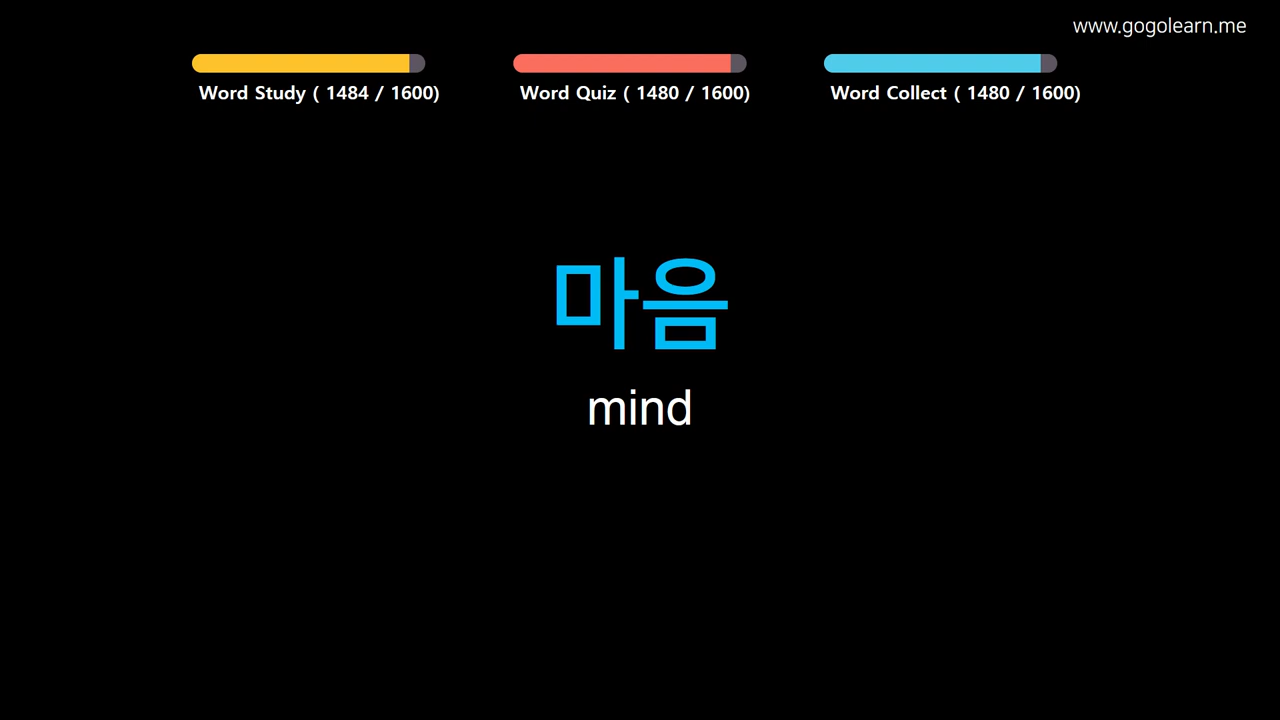 www.gogolearn.me
Word Study ( 1484 / 1600)
Word Quiz ( 1480 / 1600)
Word Collect ( 1480 / 1600)
마음
mind